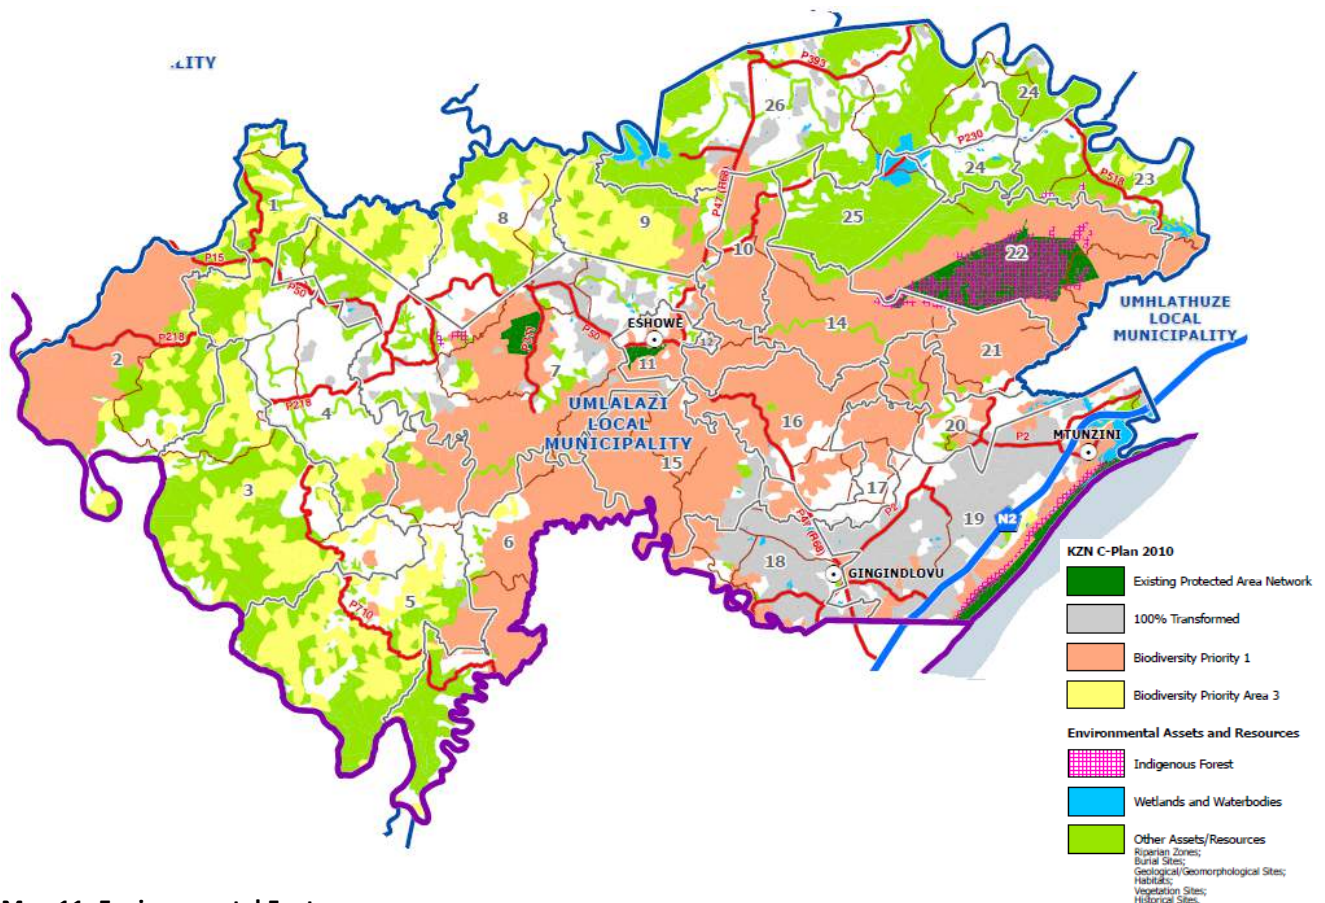 .LITY
P393
24
26
P230
24
P518
23
1
8
9
P47 (R68)
25
10
22
P15
P50
UMHLATHUZE
LOCAL
MUNICIPALITY
ESHOWE
14
P218
2
P50
12
21
11
7
P218
4
UMLALAZI
LOCAL
MUNICIPALITY
16
20
P2
MTUNZINI
15
3
17
P2
19
N2
P47 (R68)
6
18
GINGINDLOVU
P710
5
KZN C-Plan 2010
Existing Protected Area Network
100% Transformed
Biodiversity Priority 1
Biodiversity Priority Area 3
Environmental Assets and Resources
Indigenous Forest
Wetlands and Waterbodies
Other Assets/Resources
Riparian Zones;
Burial Sites;
Geological/Geomorphological Sites;
Habitats;
Vegetation Sites;
Historical Sites.